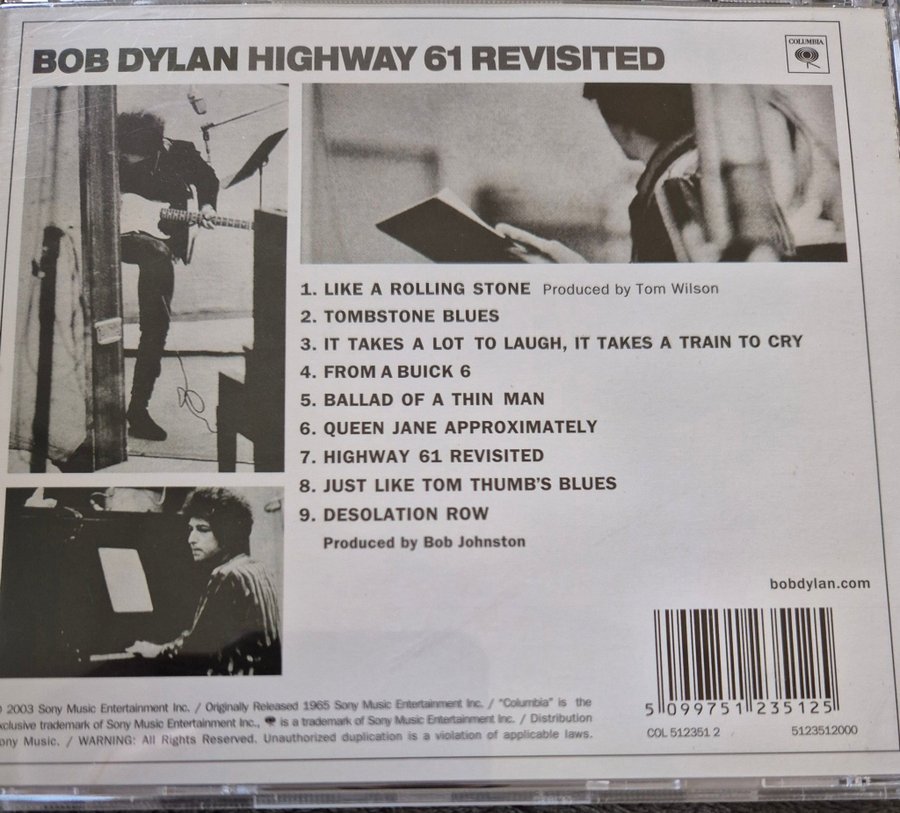 BOB DYLAN HIGHWAY 61 REVISITED
COLUMBIA
1. LIKE A ROLLING STONE Produced by Tom Wilson
2. TOMBSTONE BLUES
3. IT TAKES A LOT TO LAUGH, IT TAKES A TRAIN TO CRY
4. FROM A BUICK 6
5. BALLAD OF A THIN MAN
6. QUEEN JANE APPROXIMATELY
7. HIGHWAY 61 REVISITED
8. JUST LIKE TOM THUMB'S BLUES
9. DESOLATION ROW
Produced by Bob Johnston
bobdylan.com
2003 Sony Music Entertainment Inc. / Originally Released 1965 Sony Music Entertainment Inc. / "Columbia" is the
xclusive trademark of Sony Music Entertainment Inc., is a trademark of Sony Music Entertainment Inc. / Distribution
ony Music. / WARNING: All Rights Reserved. Unauthorized duplication is a violation of applicable laws.
5 099751 235125
COL 512351 2 5123512000